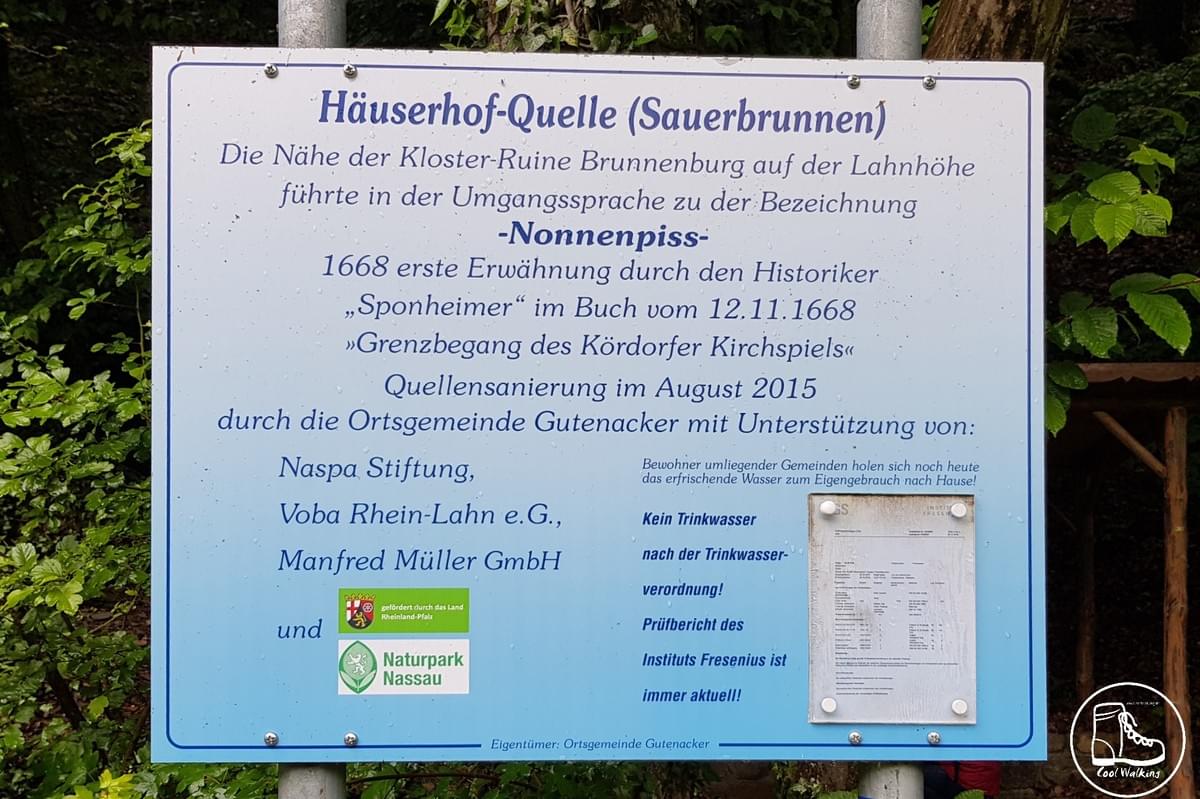 Häuserhof-Quelle (Sauerbrunnen)
Die Nähe der Kloster-Ruine Brunnenburg auf der Lahnhöhe
führte in der Umgangssprache zu der Bezeichnung
-Nonnenpiss-
1668 erste Erwähnung durch den Historiker
„Sponheimer“ im Buch vom 12.11.1668
»Grenzbegang des Kördorfer Kirchspiels«
Quellensanierung im August 2015
durch die Ortsgemeinde Gutenacker mit Unterstützung von:
Naspa Stiftung,
Voba Rhein-Lahn e.G.,
Manfred Müller GmbH
und
gefördert durch das Land
Rheinland-Pfalz
Naturpark
Nassau
Bewohner umliegender Gemeinden holen sich noch heute
das erfrischende Wasser zum Eigengebrauch nach Hause!
Kein Trinkwasser
nach der Trinkwasser-
verordnung!
Prüfbericht des
Instituts Fresenius ist
immer aktuell!
Eigentümer: Ortsgemeinde Gutenacker
Cool Walking